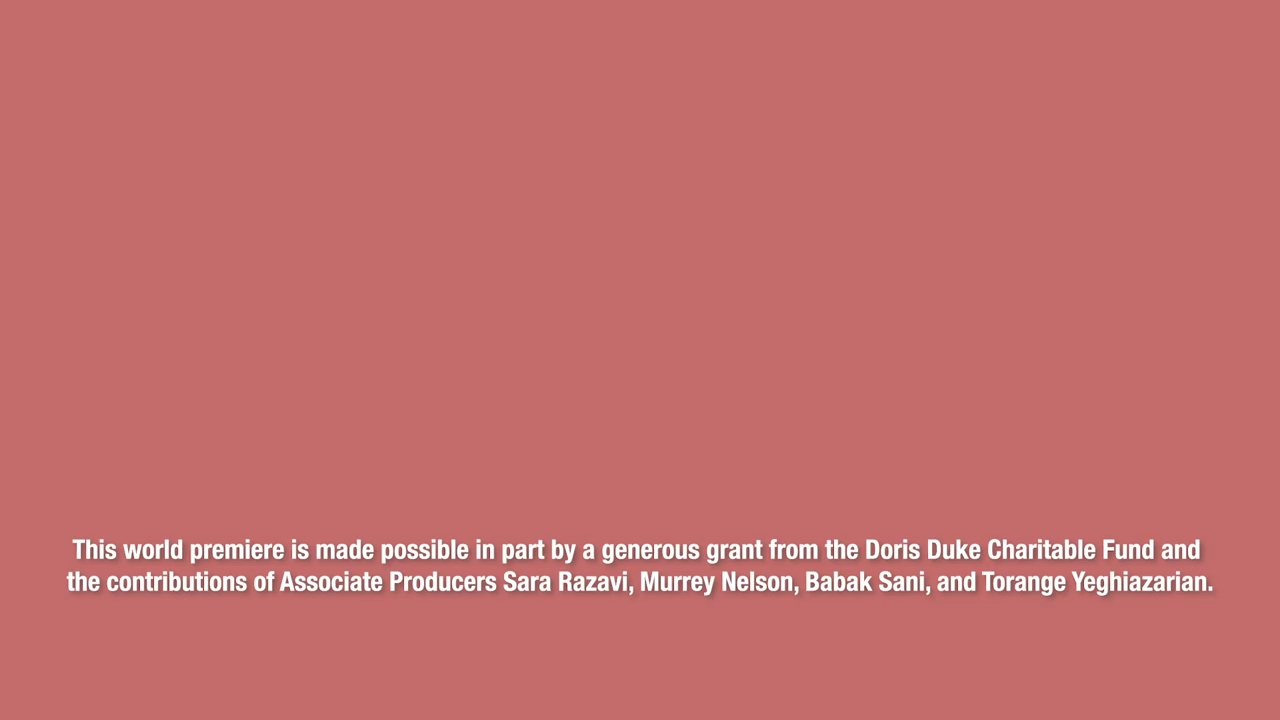 This world premiere is made possible in part by a generous grant from the Doris Duke Charitable Fund and
the contributions of Associate Producers Sara Razavi, Murrey Nelson, Babak Sani, and Torange Yeghiazarian.